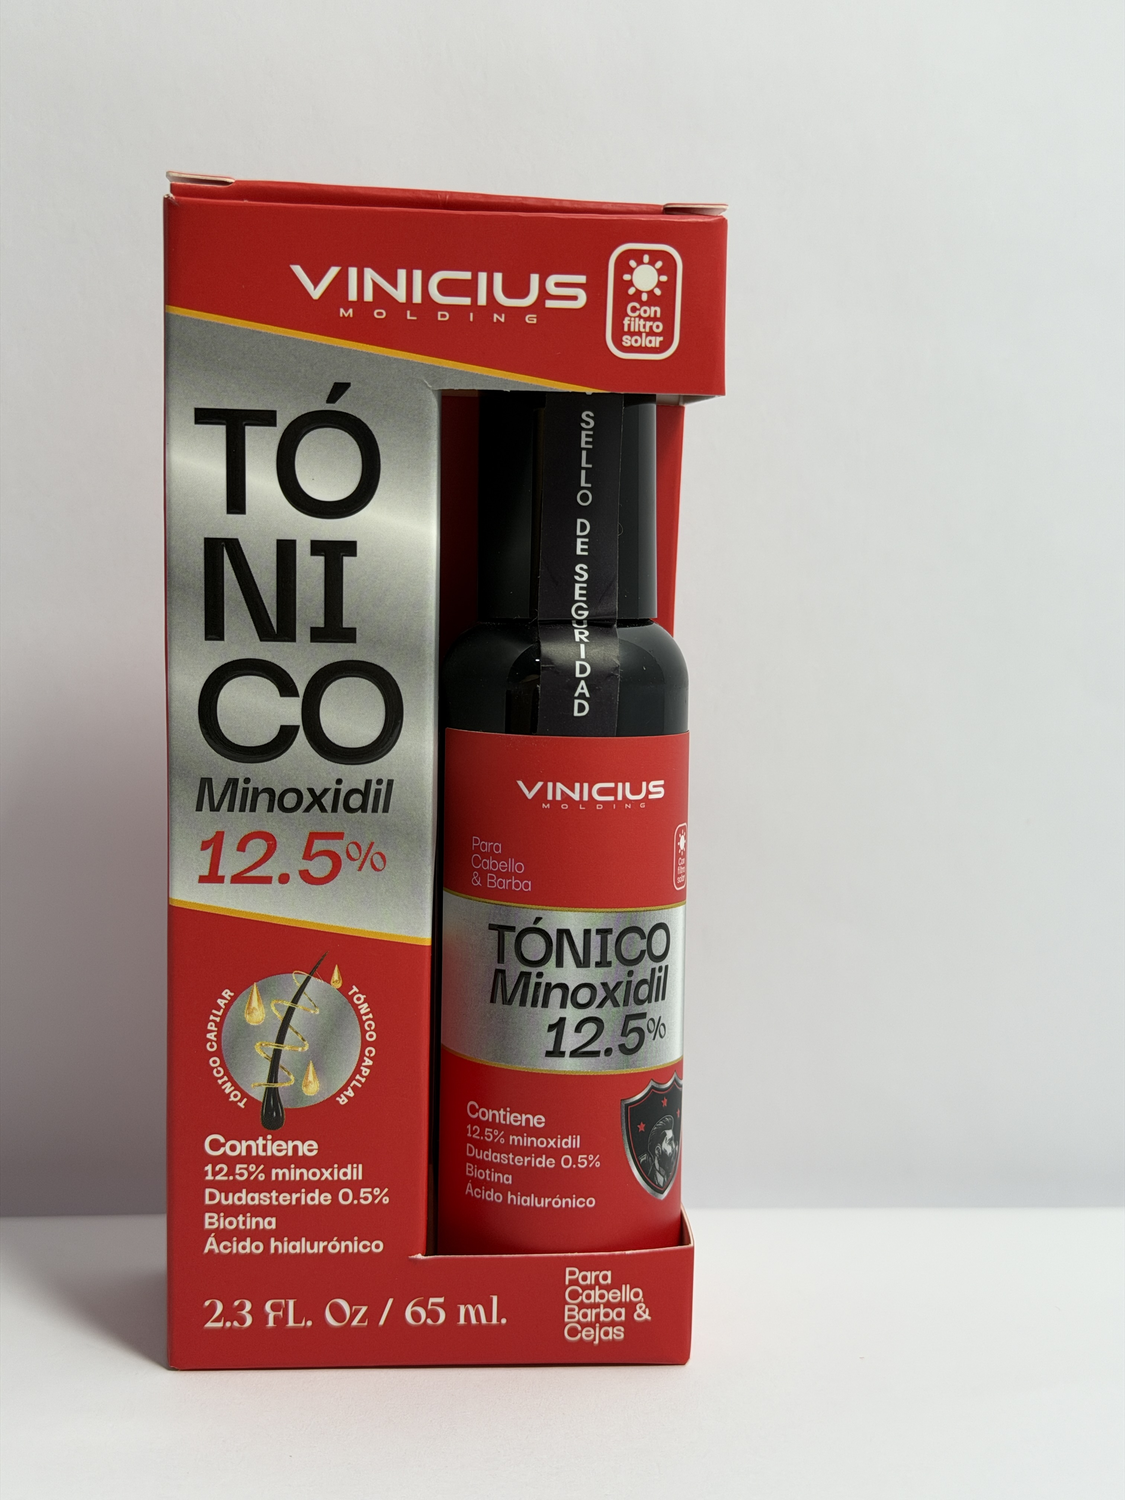 VINICIUS
MOLDING
Con
filtro
solar
TÓ
NI
CO
Minoxidil
12.5%
TÓNICO CAPILAR
TÓNICO CAPILAR
Contiene
12.5% minoxidil
Dudasteride 0.5%
Biotina
Ácido hialurónico
2.3 FL. Oz / 65 ml.
Para
Cabello,
Barba &
Cejas
SELLO DE SEGURIDAD
VINICIUS
MOLDING
Para
Cabello
& Barba
Con
filtro
solar
TÓNICO
Minoxidil
12.5%
Contiene
12.5% minoxidil
Dudasteride 0.5%
Biotina
Ácido hialurónico